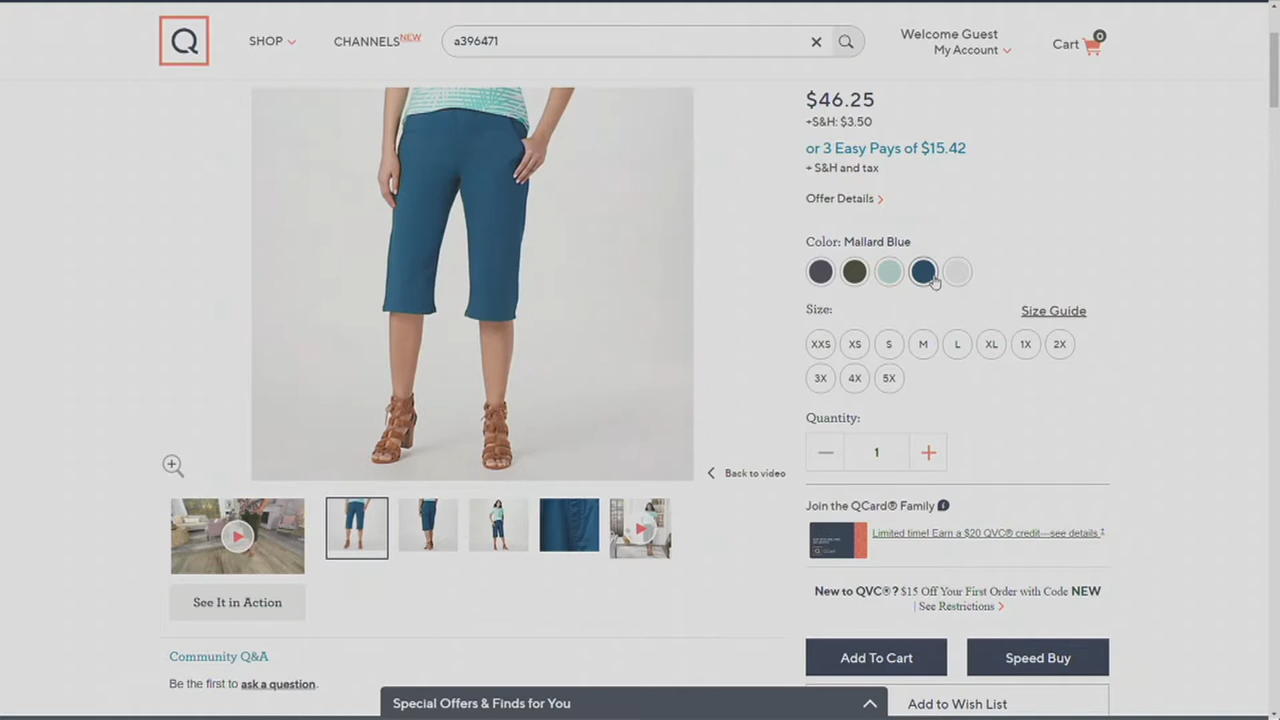 Q
SHOP
CHANNELS NEW
a396471
Welcome Guest
My Account
Cart
0
$46.25
+S&H: $3.50
or 3 Easy Pays of $15.42
+ S&H and tax
Offer Details
Color: Mallard Blue
Size:
Size Guide
XXS XS S M L XL 1X 2X
3X 4X 5X
Quantity:
1
Back to video
Join the QCard® Family
Limited time! Earn a $20 QVC® credit—see details.‡
See It in Action
New to QVC®? $15 Off Your First Order with Code NEW
| See Restrictions
Add To Cart
Speed Buy
Community Q&A
Be the first to ask a question.
Special Offers & Finds for You
Add to Wish List